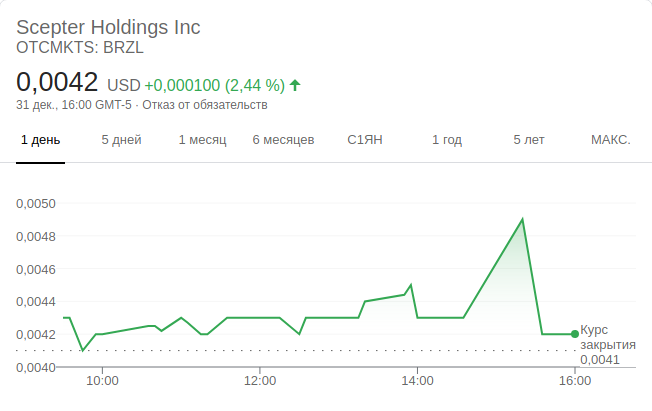 Scepter Holdings Inc
OTCMKTS: BRZL
0,0042 USD +0,000100 (2,44 %)
31 дек., 16:00 GMT-5 · Отказ от обязательств
1 день 5 дней 1 месяц 6 месяцев С1ЯН 1 год 5 лет МАКС.
0,0050
0,0048
0,0046
0,0044
0,0042
0,0040
Курс
закрытия
0,0041
10:00 12:00 14:00 16:00